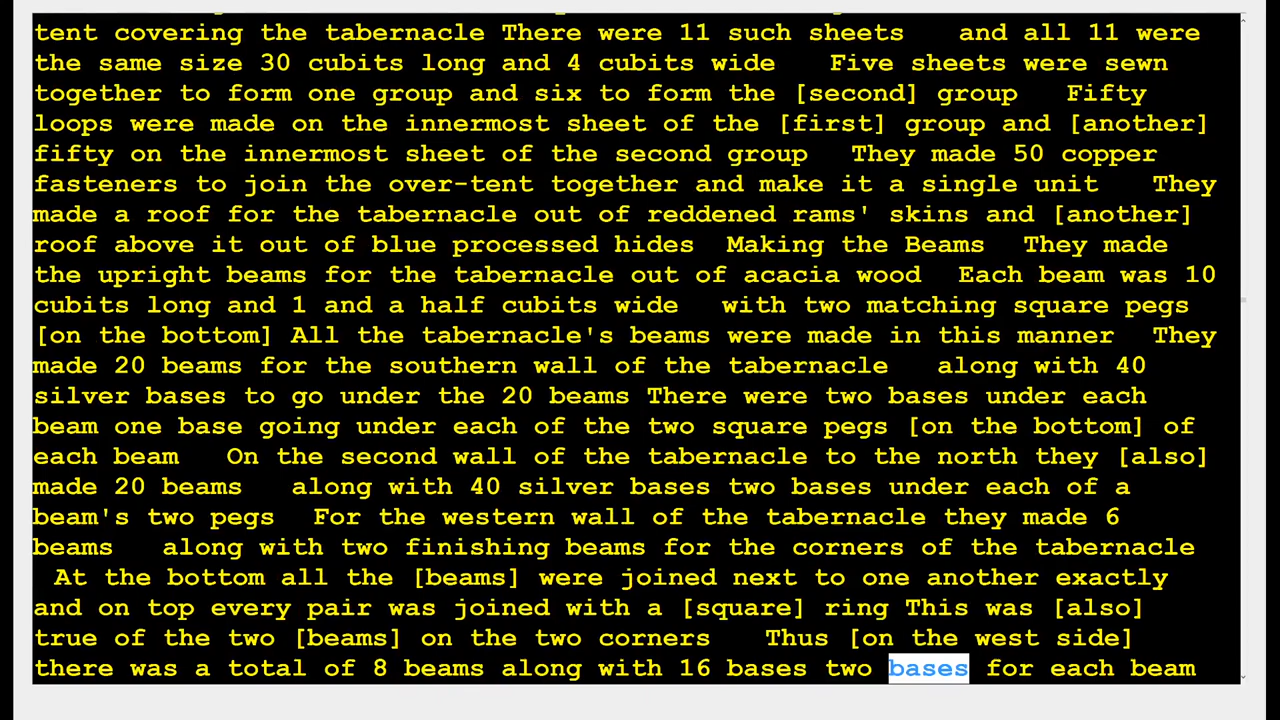 tent covering the tabernacle There were 11 such sheets and all 11 were
the same size 30 cubits long and 4 cubits wide Five sheets were sewn
together to form one group and six to form the [second] group Fifty
loops were made on the innermost sheet of the [first] group and [another]
fifty on the innermost sheet of the second group They made 50 copper
fasteners to join the over-tent together and make it a single unit They
made a roof for the tabernacle out of reddened rams' skins and [another]
roof above it out of blue processed hides Making the Beams They made
the upright beams for the tabernacle out of acacia wood Each beam was 10
cubits long and 1 and a half cubits wide with two matching square pegs
[on the bottom] All the tabernacle's beams were made in this manner They
made 20 beams for the southern wall of the tabernacle along with 40
silver bases to go under the 20 beams There were two bases under each
beam one base going under each of the two square pegs [on the bottom] of
each beam On the second wall of the tabernacle to the north they [also]
made 20 beams along with 40 silver bases two bases under each of a
beam's two pegs For the western wall of the tabernacle they made 6
beams along with two finishing beams for the corners of the tabernacle
At the bottom all the [beams] were joined next to one another exactly
and on top every pair was joined with a [square] ring This was [also]
true of the two [beams] on the two corners Thus [on the west side]
there was a total of 8 beams along with 16 bases two bases for each beam